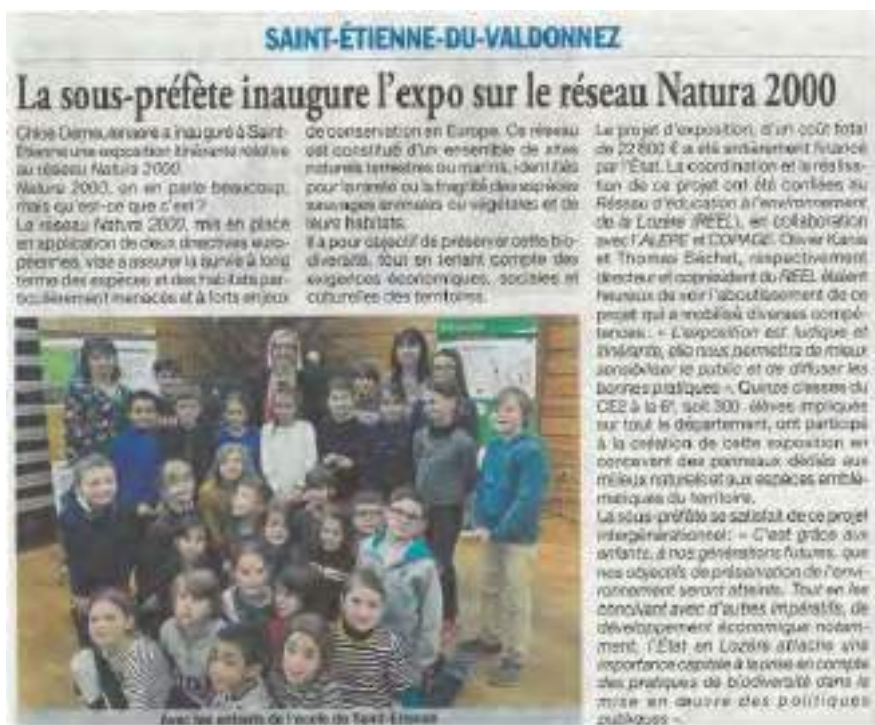 SAINT-ÉTIENNE-DU-VALDONNEZ
La sous-préfète inaugure l'expo sur le réseau Natura 2000
Chloé Demeulenaere a inauguré à Saint-
Étienne une exposition itinérante relative
au réseau Natura 2000.
Natura 2000, on en parle beaucoup,
mais qu'est-ce que c'est ?
Le réseau Natura 2000, mis en place
en application de deux directives euro-
péennes, vise à assurer la survie à long
terme des espèces et des habitats par-
ticulièrement menacés et à forts enjeux
de conservation en Europe. Ce réseau
est constitué d'un ensemble de sites
naturels terrestres ou marins, identifiés
pour la rareté ou la fragilité des espèces
sauvages animales ou végétales et de
leurs habitats.
Il a pour objectif de préserver cette bio-
diversité, tout en tenant compte des
exigences économiques, sociales et
culturelles des territoires.
Le projet d'exposition, d'un coût total
de 22 800 € a été entièrement financé
par l'État. La coordination et la réalisa-
tion de ce projet ont été confiées au
Réseau d'éducation à l'environnement
de la Lozère (REEL), en collaboration
avec l'ALEPE et COPAGE. Olivier
et Thomas Béchet, respectivement
directeur et coprésident du REEL étaient
heureux de voir l'aboutissement de ce
projet qui a mobilisé diverses compé-
tences : « L'exposition est ludique et
itinérante, elle nous permettra de mieux
sensibiliser le public et de diffuser les
bonnes pratiques ». Quinze classes du
CE2 à la 6e, soit 300 élèves impliqués
sur tout le département, ont participé
à la création de cette exposition en
concevant des panneaux dédiés aux
milieux naturels et aux espèces emblé-
matiques du territoire.
La sous-préfète se satisfait de ce projet
intergénérationnel : « C'est grâce aux
enfants, à nos générations futures, que
nos objectifs de préservation de l'envi-
ronnement seront atteints. Tout en les
conciliant avec d'autres impératifs, de
développement économique notam-
ment, l'État en Lozère attache une
importance capitale à la prise en compte
des pratiques de biodiversité dans la
mise en œuvre des politiques
publiques »
Avec les enfants de l'école de Saint-Étienne